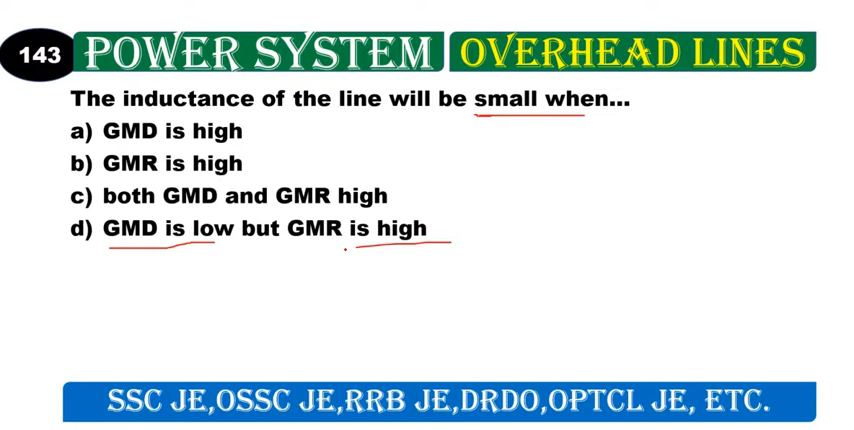 143 POWER SYSTEM OVERHEAD LINES
The inductance of the line will be small when...
a) GMD is high
b) GMR is high
c) both GMD and GMR high
d) GMD is low but GMR is high
SSC JE,OSSC JE,RRB JE,DRDO,OPTCL JE, ETC.